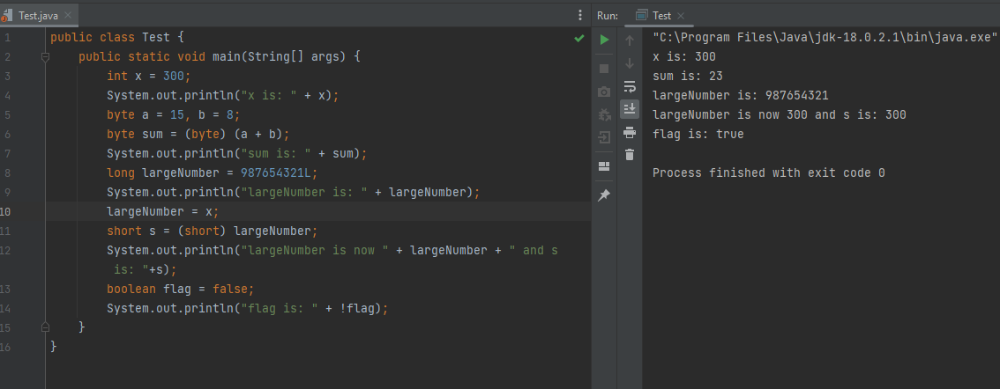 Test.java
1 public class Test {
2 public static void main(String[] args) {
3 int x = 300;
4 System.out.println("x is: " + x);
5 byte a = 15, b = 8;
6 byte sum = (byte) (a + b);
7 System.out.println("sum is: " + sum);
8 long largeNumber = 987654321L;
9 System.out.println("largeNumber is: " + largeNumber);
10 largeNumber = x;
11 short s = (short) largeNumber;
12 System.out.println("largeNumber is now " + largeNumber + " and s
is: "+s);
13 boolean flag = false;
14 System.out.println("flag is: " + !flag);
15 }
16 }
Run: Test
"C:\Program Files\Java\jdk-18.0.2.1\bin\java.exe"
x is: 300
sum is: 23
largeNumber is: 987654321
largeNumber is now 300 and s is: 300
flag is: true
Process finished with exit code 0